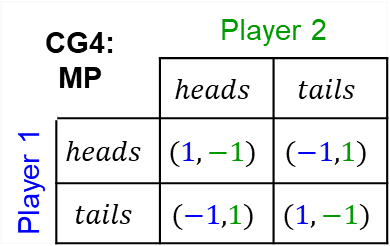 CG4:
MP
Player 2
heads tails
Player 1
heads (1, −1) (−1,1)
tails (−1,1) (1, −1)